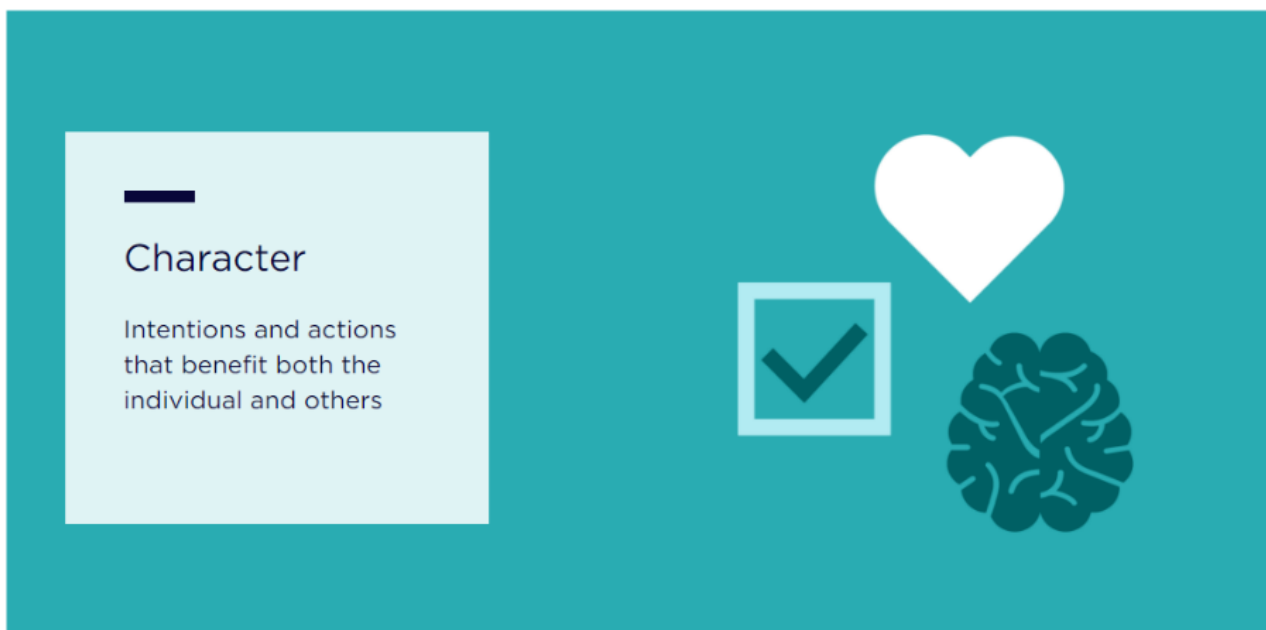 Character
Intentions and actions
that benefit both the
individual and others